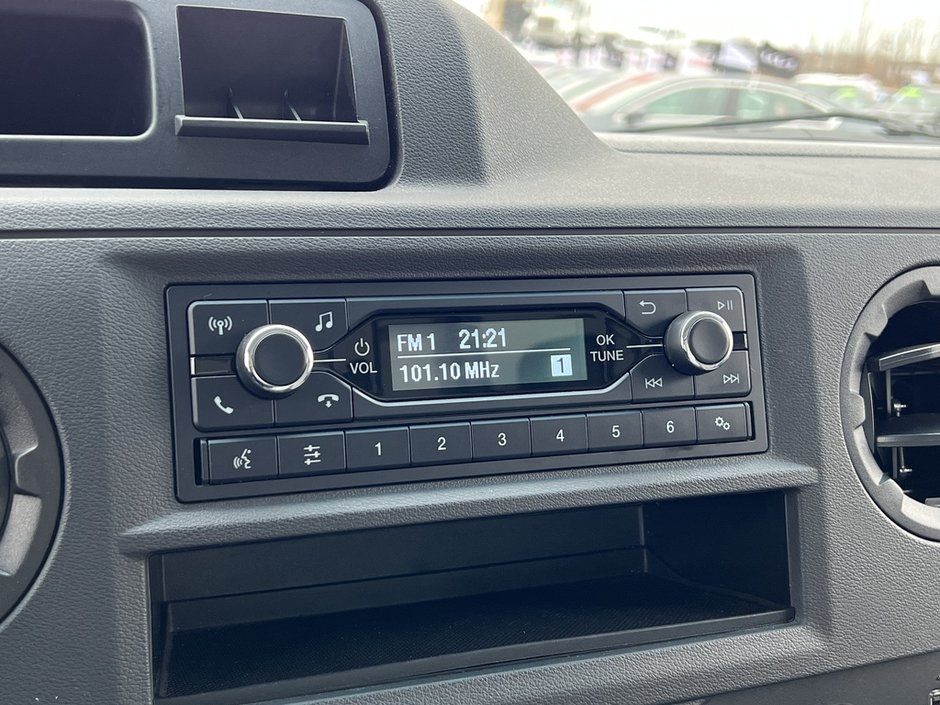 FM 1 21:21
101.10 MHz 1
VOL
OK
TUNE
1 2 3 4 5 6